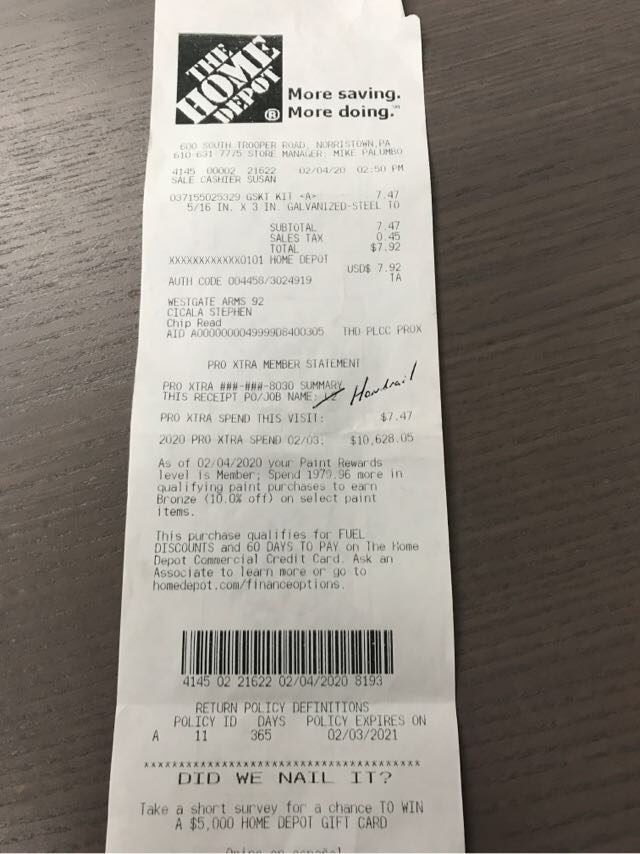 THE
HOME
DEPOT
®
More saving.
More doing.™
600 SOUTH TROOPER ROAD, NORRISTOWN,PA
610-631-7775 STORE MANAGER: MIKE PALUMBO
4145 00002 21622 02/04/20 02:50 PM
SALE CASHIER SUSAN
037155025329 GSKT KIT <A> 7.47
5/16 IN. X 3 IN. GALVANIZED-STEEL TO
SUBTOTAL 7.47
SALES TAX 0.45
TOTAL $7.92
XXXXXXXXXXXX0101 HOME DEPOT
USD$ 7.92
AUTH CODE 004458/3024919 TA
WESTGATE ARMS 92
CICALA STEPHEN
Chip Read
AID A0000000049999D8400305 THD PLCC PROX
PRO XTRA MEMBER STATEMENT
PRO XTRA ###-###-8030 SUMMARY
THIS RECEIPT PO/JOB NAME: Handrail
PRO XTRA SPEND THIS VISIT: $7.47
2020 PRO XTRA SPEND 02/03: $10,628.05
As of 02/04/2020 your Paint Rewards
level is Member; Spend 1979.96 more in
qualifying paint purchases to earn
Bronze (10.0% off) on select paint
items.
This purchase qualifies for FUEL
DISCOUNTS and 60 DAYS TO PAY on The Home
Depot Commercial Credit Card. Ask an
Associate to learn more or go to
homedepot.com/financeoptions.
4145 02 21622 02/04/2020 8193
RETURN POLICY DEFINITIONS
POLICY ID DAYS POLICY EXPIRES ON
A 11 365 02/03/2021
DID WE NAIL IT?
Take a short survey for a chance TO WIN
A $5,000 HOME DEPOT GIFT CARD